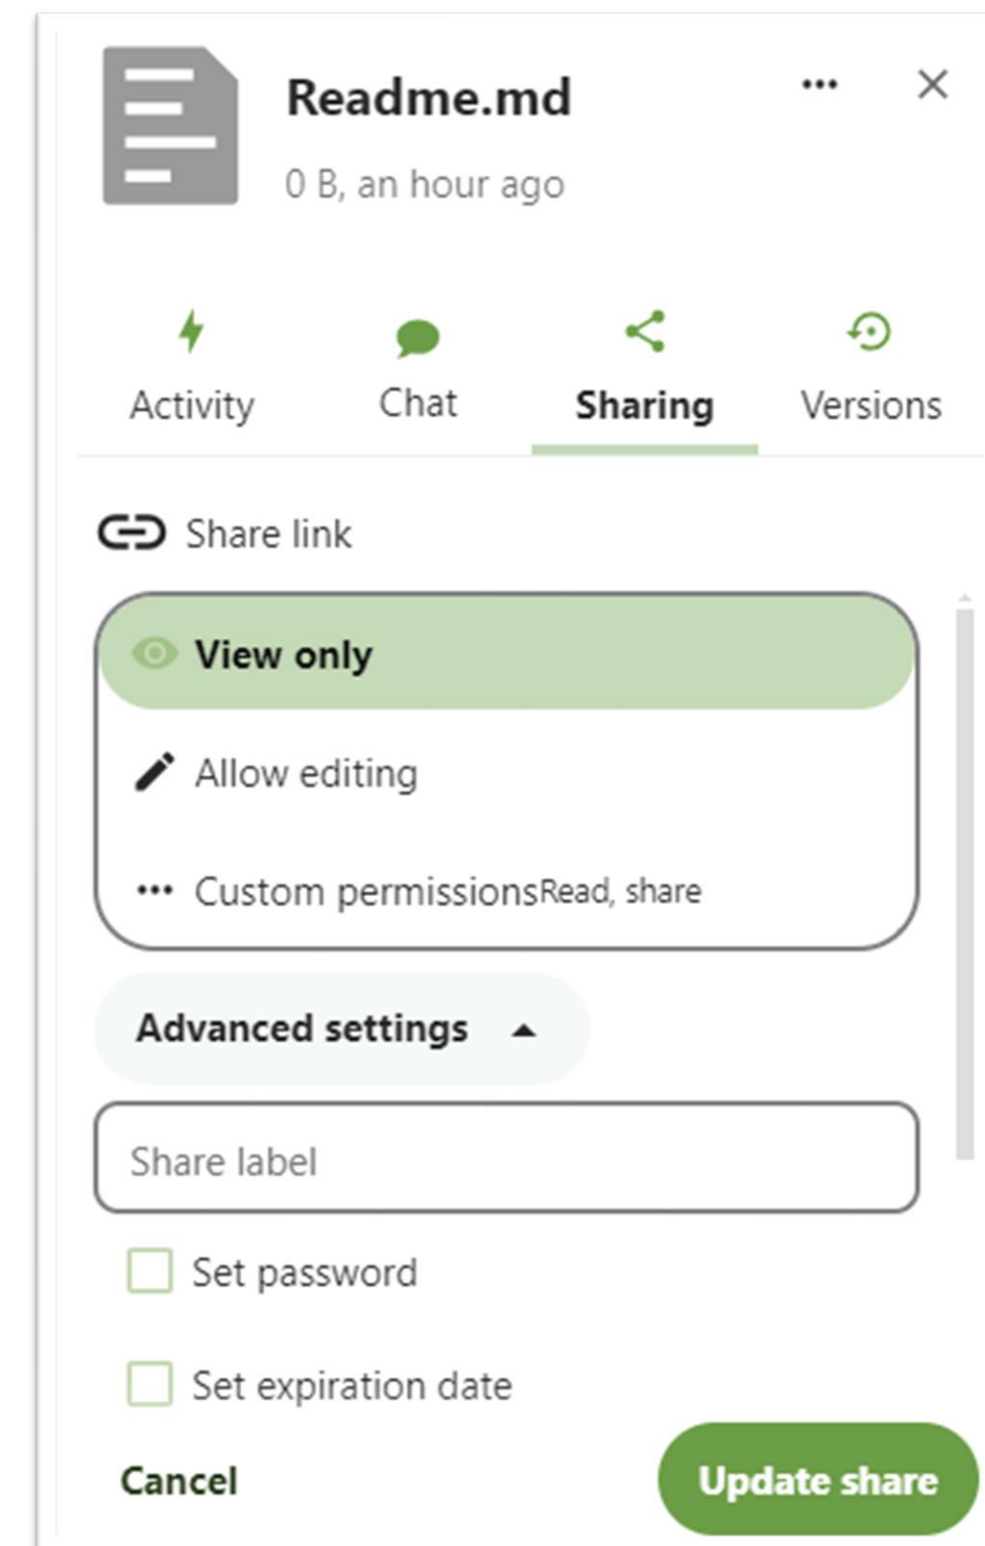 Readme.md
0 B, an hour ago
Activity Chat Sharing Versions
Share link
View only
Allow editing
Custom permissionsRead, share
Advanced settings
Share label
Set password
Set expiration date
Cancel Update share